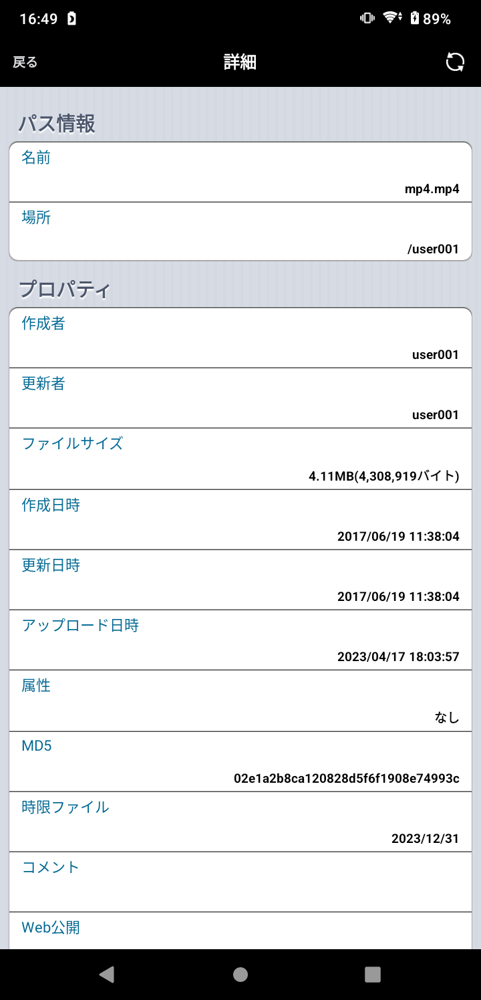 16:49 89%
戻る 詳細
パス情報
名前
mp4.mp4
場所
/user001
プロパティ
作成者
user001
更新者
user001
ファイルサイズ
4.11MB(4,308,919バイト)
作成日時
2017/06/19 11:38:04
更新日時
2017/06/19 11:38:04
アップロード日時
2023/04/17 18:03:57
属性
なし
MD5
02e1a2b8ca120828d5f6f1908e74993c
時限ファイル
2023/12/31
コメント
Web公開